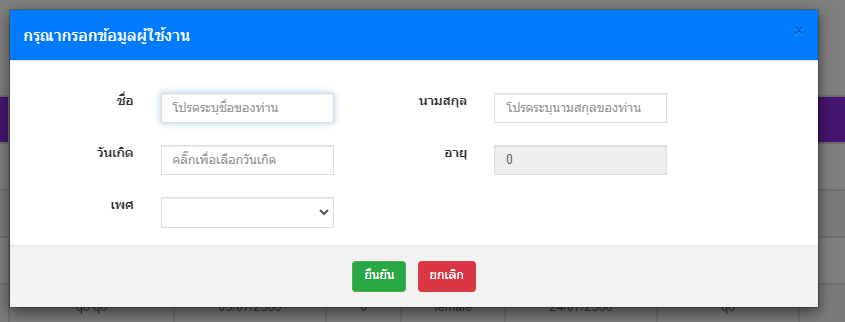 กรุณากรอกข้อมูลผู้ใช้งาน ×
ชื่อ โปรดระบุชื่อของท่าน นามสกุล โปรดระบุนามสกุลของท่าน
วันเกิด คลิ๊กเพื่อเลือกวันเกิด อายุ 0
เพศ
ยืนยัน ยกเลิก